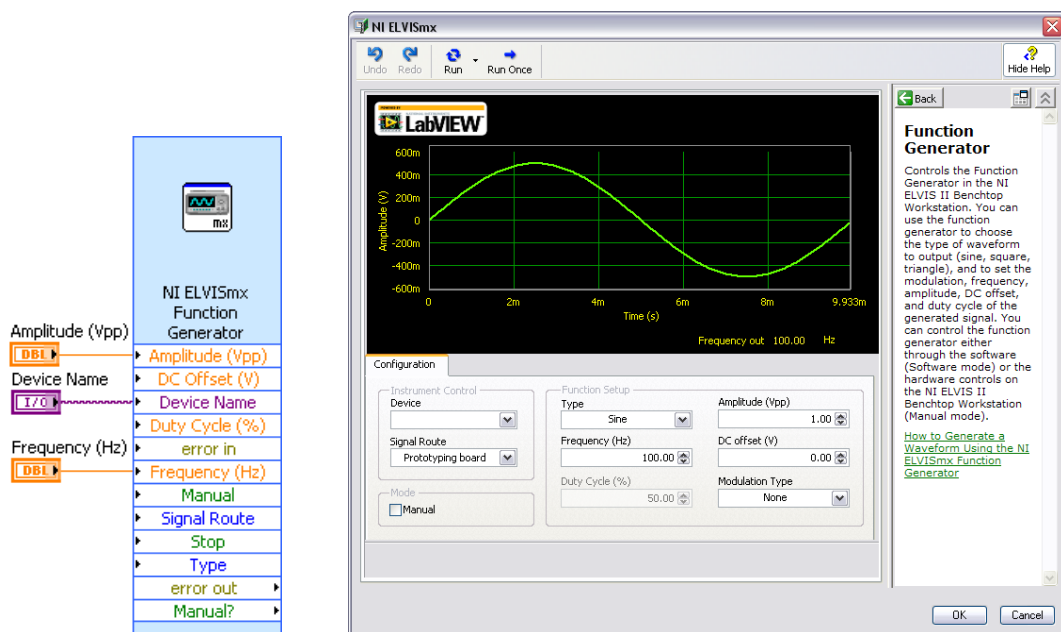 mx
NI ELVISmx
Function
Generator
Amplitude (Vpp)
DBL
Device Name
I/O
Frequency (Hz)
DBL
Amplitude (Vpp)
DC Offset (V)
Device Name
Duty Cycle (%)
error in
Frequency (Hz)
Manual
Signal Route
Stop
Type
error out
Manual?
NI ELVISmx
Undo
Redo
Run
Run Once
Hide Help
LabVIEW
Amplitude (V)
600m
400m
200m
0
-200m
-400m
-600m
0 2m 4m 6m 8m 9.933m
Time (s)
Frequency out 100.00 Hz
Configuration
Instrument Control
Device
Signal Route
Prototyping board
Mode
Manual
Function Setup
Type
Sine
Amplitude (Vpp)
1.00
Frequency (Hz)
100.00
DC offset (V)
0.00
Duty Cycle (%)
50.00
Modulation Type
None
Back
Function
Generator
Controls the Function
Generator in the NI
ELVIS II Benchtop
Workstation. You can
use the function
generator to choose
the type of waveform
to output (sine, square,
triangle), and to set the
modulation, frequency,
amplitude, DC offset,
and duty cycle of the
generated signal. You
can control the function
generator either
through the software
(Software mode) or the
hardware controls on
the NI ELVIS II
Benchtop Workstation
(Manual mode).
How to Generate a
Waveform Using the NI
ELVISmx Function
Generator
OK
Cancel